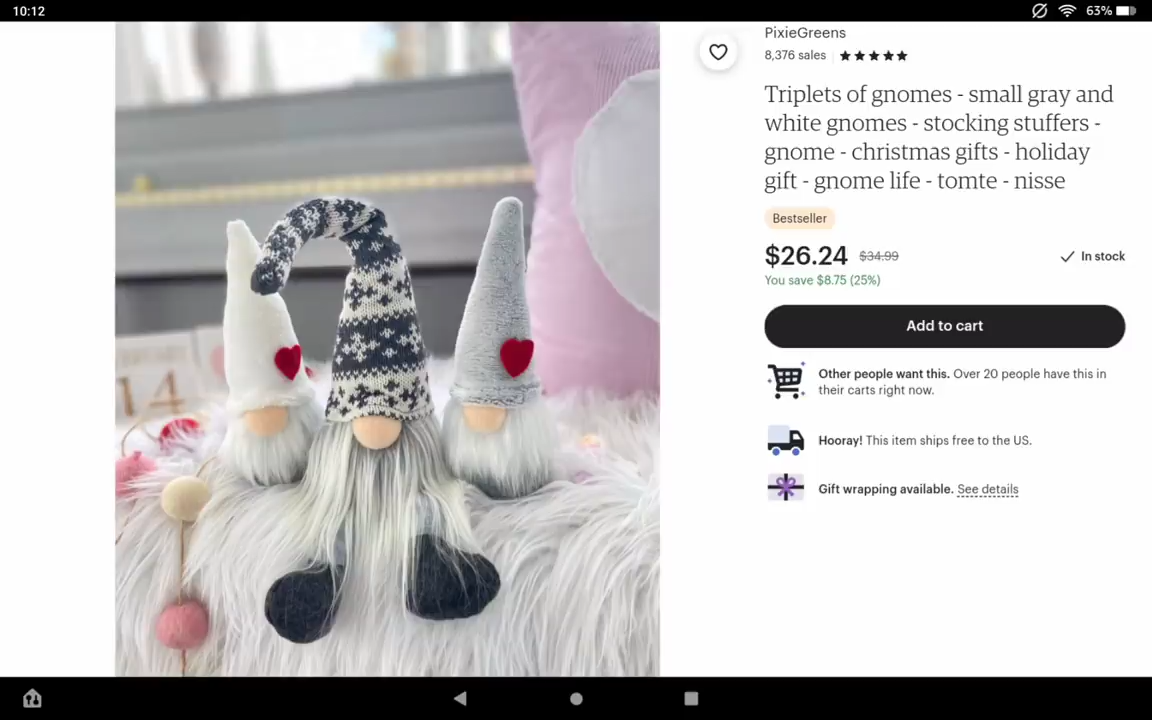 10:12
63%
PixieGreens
8,376 sales
Triplets of gnomes - small gray and
white gnomes - stocking stuffers -
gnome - christmas gifts - holiday
gift - gnome life - tomte - nisse
Bestseller
$26.24 $34.99
In stock
You save $8.75 (25%)
Add to cart
Other people want this. Over 20 people have this in
their carts right now.
Hooray! This item ships free to the US.
Gift wrapping available. See details
14